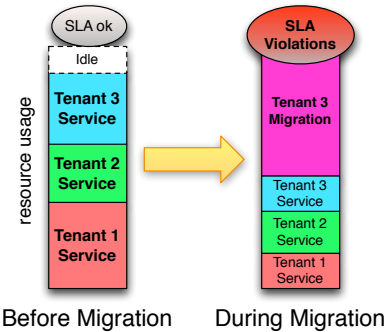 SLA ok
Idle
Tenant 3
Service
Tenant 2
Service
Tenant 1
Service
resource usage
Before Migration
SLA
Violations
Tenant 3
Migration
Tenant 3
Service
Tenant 2
Service
Tenant 1
Service
During Migration